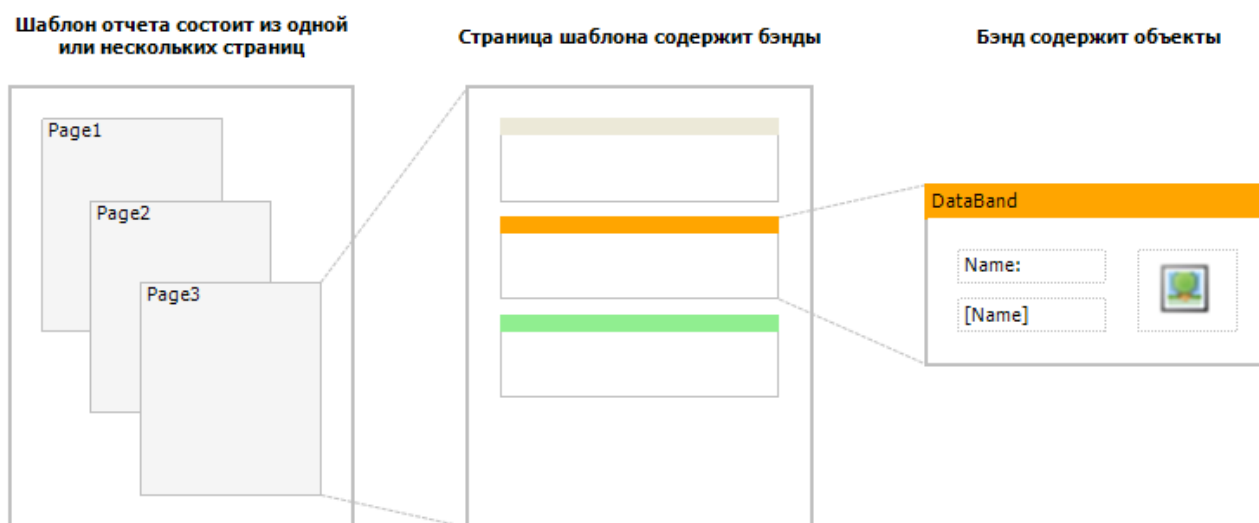 Шаблон отчета состоит из одной
или нескольких страниц
Страница шаблона содержит бэнды
Бэнд содержит объекты
Page1
Page2
Page3
DataBand
Name:
[Name]